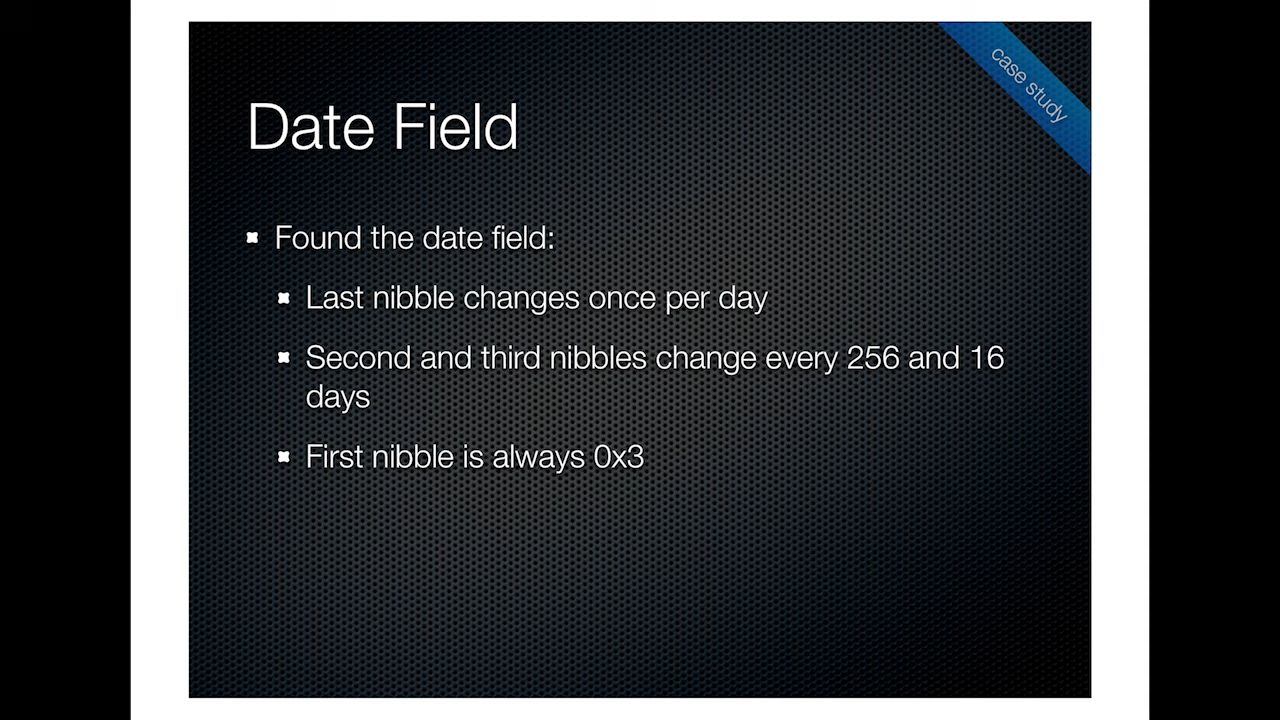 case study
Date Field
Found the date field:
Last nibble changes once per day
Second and third nibbles change every 256 and 16
days
First nibble is always 0x3